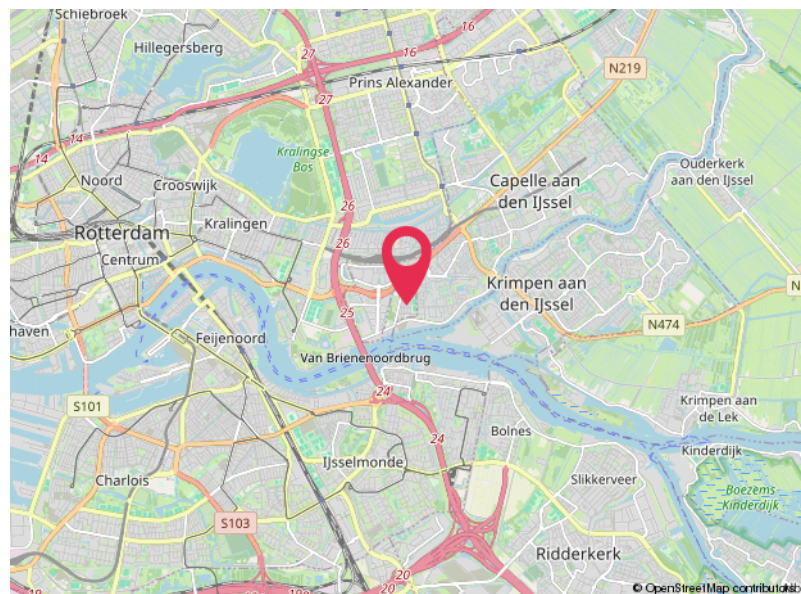 Schiebroek
Hillegersberg
27
16
16
N219
Prins Alexander
27
14
14
Kralingse
Bos
Ouderkerk
aan den IJssel
Noord
Crooswijk
Capelle aan
den IJssel
26
Kralingen
Rotterdam
26
Centrum
Krimpen aan
den IJssel
N
25
haven
Feijenoord
N474
Van Brienenoordbrug
24
S101
Krimpen aan
de Lek
24
Bolnes
Kinderdijk
IJsselmonde
Charlois
Slikkerveer
Boezems
Kinderdijk
S103
Ridderkerk
20
20
19
© OpenStreetMap contributors